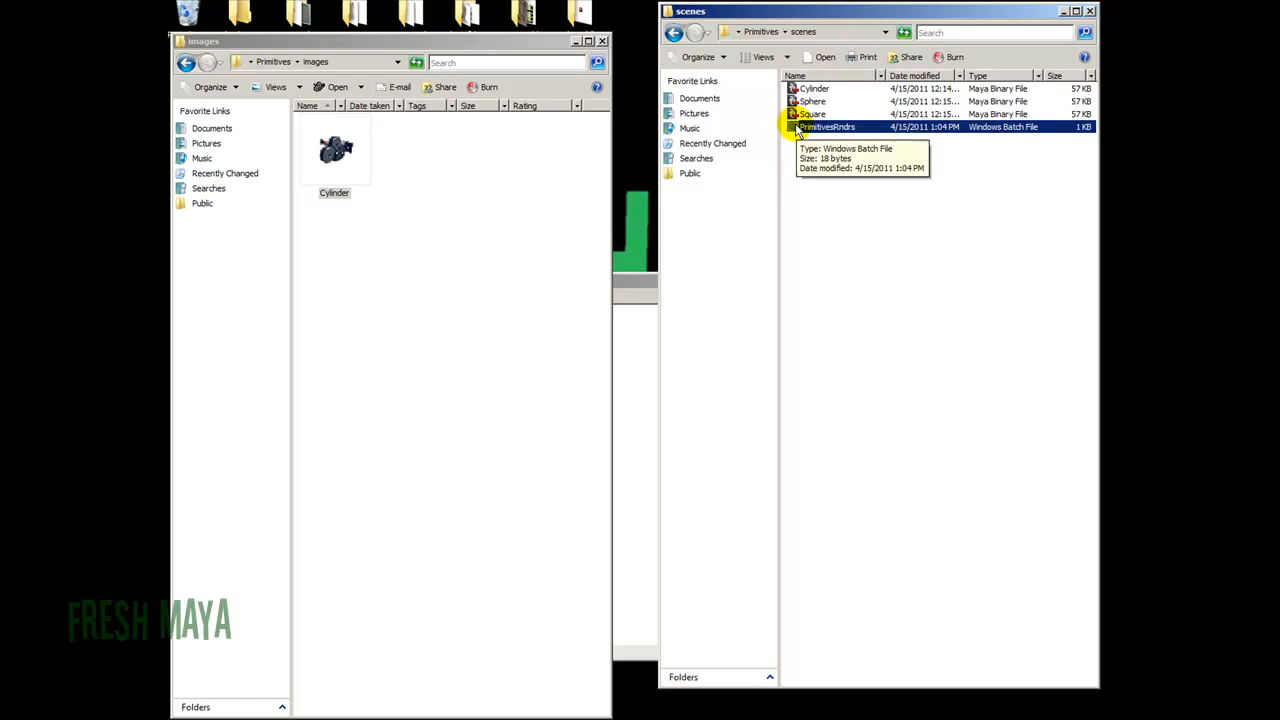 images
Primitives
images
Search
Organize
Views
Open
E-mail
Share
Burn
Favorite Links
Documents
Pictures
Music
Recently Changed
Searches
Public
Folders
Name
Date taken
Tags
Size
Rating
Cylinder
FRESH MAYA
scenes
Primitives
scenes
Search
Organize
Views
Open
Print
Share
Burn
Favorite Links
Documents
Pictures
Music
Recently Changed
Searches
Public
Folders
Name Date modified Type Size
Cylinder 4/15/2011 12:14... Maya Binary File 57 KB
Sphere 4/15/2011 12:15... Maya Binary File 57 KB
Square 4/15/2011 12:15... Maya Binary File 57 KB
PrimitivesRndrs 4/15/2011 1:04 PM Windows Batch File 1 KB
Type: Windows Batch File
Size: 18 bytes
Date modified: 4/15/2011 1:04 PM